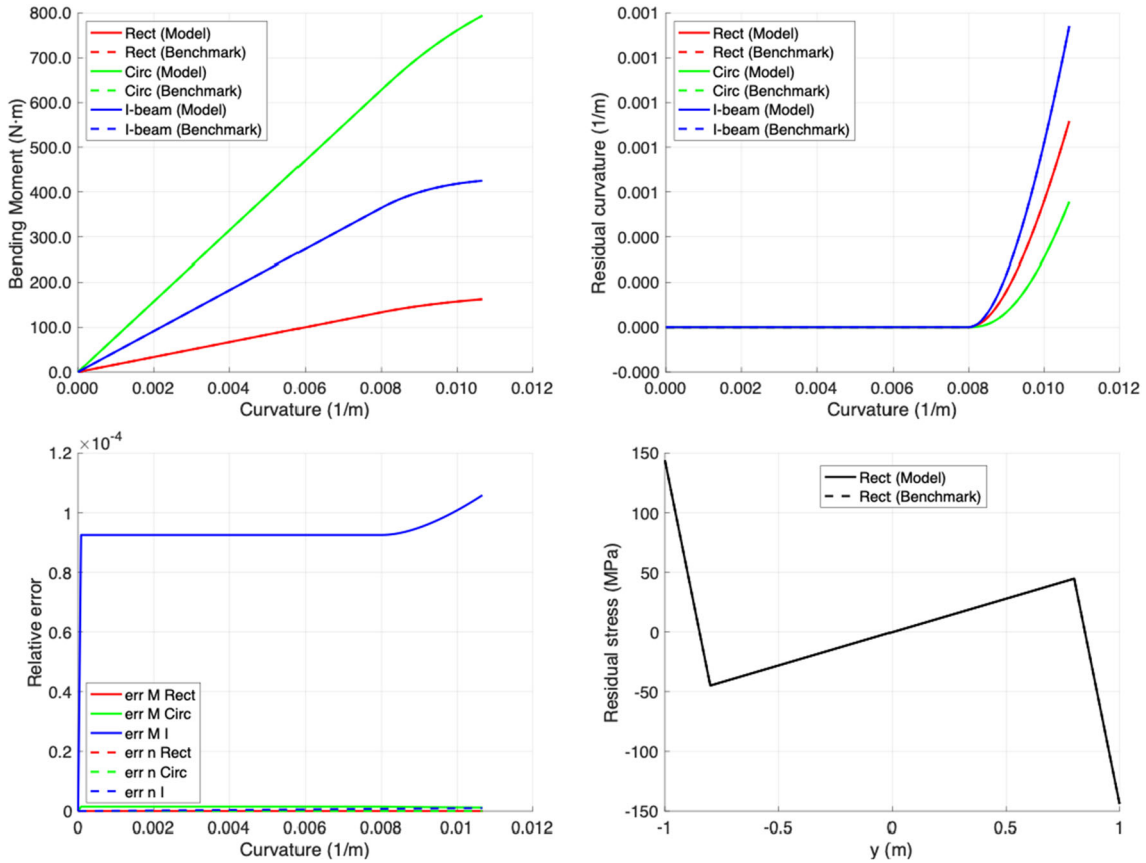 800.0
700.0
600.0
500.0
400.0
300.0
200.0
100.0
0.0
0.000
0.002
0.004
0.006
0.008
0.010
0.012
Bending Moment (N·m)
Curvature (1/m)
Rect (Model)
Rect (Benchmark)
Circ (Model)
Circ (Benchmark)
I-beam (Model)
I-beam (Benchmark)
0.001
0.001
0.001
0.001
0.001
0.000
0.000
0.000
-0.000
0.000
0.002
0.004
0.006
0.008
0.010
0.012
Residual curvature (1/m)
Curvature (1/m)
Rect (Model)
Rect (Benchmark)
Circ (Model)
Circ (Benchmark)
I-beam (Model)
I-beam (Benchmark)
×10⁻⁴
1.2
1
0.8
0.6
0.4
0.2
0
0.000
0.002
0.004
0.006
0.008
0.010
0.012
Relative error
Curvature (1/m)
err M Rect
err M Circ
err M I
err n Rect
err n Circ
err n I
150
100
50
0
-50
-100
-150
-1
-0.5
0
0.5
1
Residual stress (MPa)
y (m)
Rect (Model)
Rect (Benchmark)